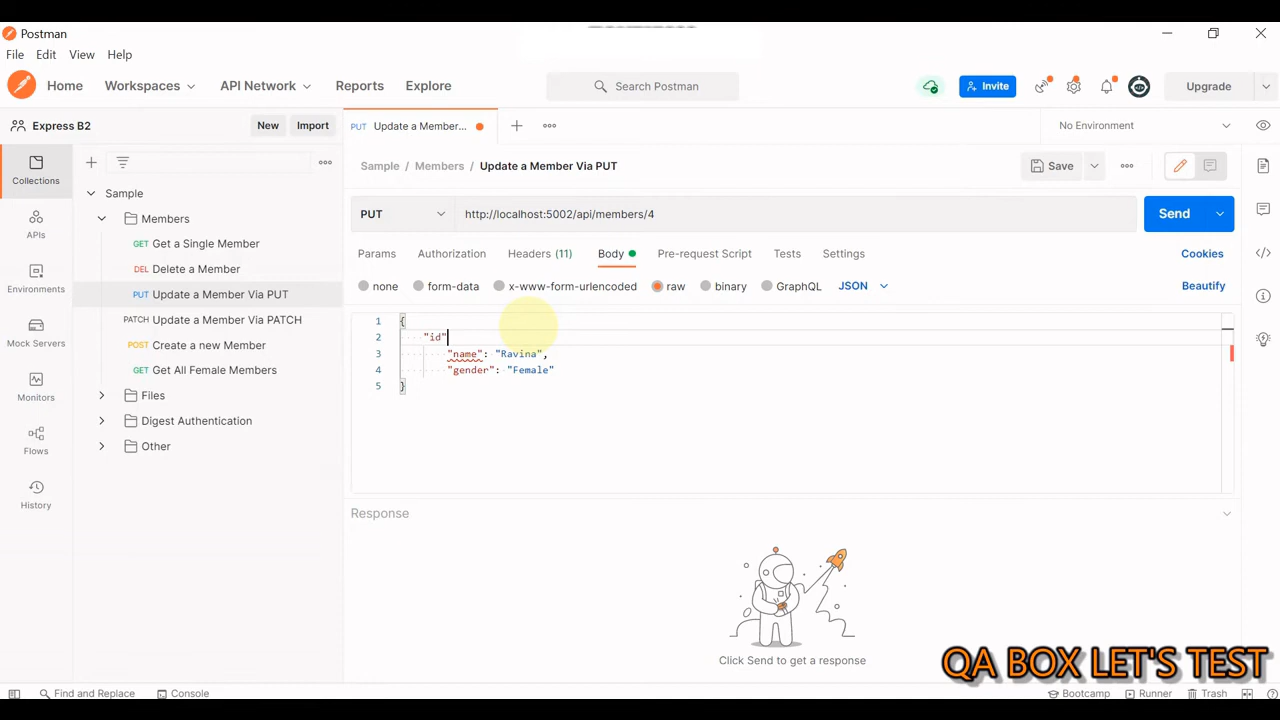 Postman
File Edit View Help
Home Workspaces API Network Reports Explore Search Postman Invite Upgrade
Express B2 New Import PUT Update a Member... No Environment
Collections
APIs
Environments
Mock Servers
Monitors
Flows
History
Sample
Members
GET Get a Single Member
DEL Delete a Member
PUT Update a Member Via PUT
PATCH Update a Member Via PATCH
POST Create a new Member
GET Get All Female Members
Files
Digest Authentication
Other
Sample / Members / Update a Member Via PUT Save
PUT http://localhost:5002/api/members/4 Send
Params Authorization Headers (11) Body Pre-request Script Tests Settings Cookies
none form-data x-www-form-urlencoded raw binary GraphQL JSON Beautify
1 {
2 "id"
3 "name": "Ravina",
4 "gender": "Female"
5 }
Response
Click Send to get a response
QA BOX LET'S TEST
Find and Replace Console Bootcamp Runner Trash